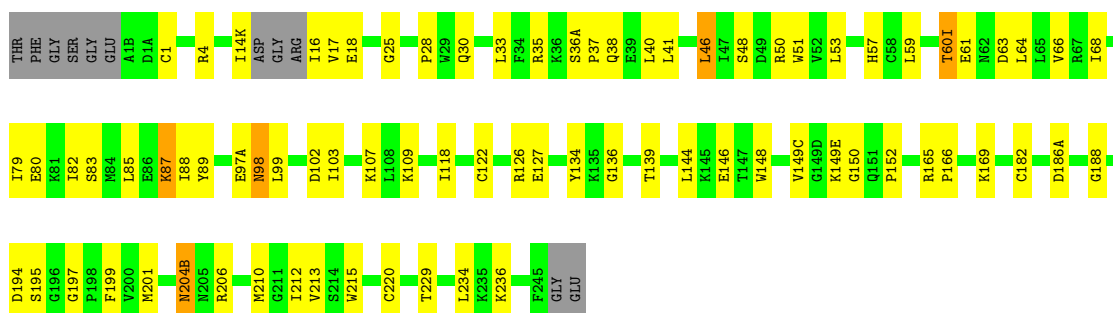 THR PHE GLY SER GLY GLU A1B D1A C1 R4 I14K ASP GLY ARG I16 V17 E18 G25 P28 W29 Q30 L33 F34 R35 K36 S36A P37 Q38 E39 L40 L41 L46 I47 S48 D49 R50 W51 V52 L53 H57 C58 L59 T60I E61 N62 D63 L64 L65 V66 R67 I68
I79 E80 K81 I82 S83 M84 L85 E86 K87 I88 Y89 E97A N98 L99 D102 I103 K107 L108 K109 I118 C122 R126 E127 Y134 K135 G136 T139 L144 K145 E146 T147 W148 V149C G149D K149E G150 Q151 P152 R165 P166 K169 C182 D186A G188
D194 S195 G196 G197 P198 F199 V200 M201 N204B N205 R206 M210 G211 I212 V213 S214 W215 C220 T229 L234 K235 K236 F245 GLY GLU